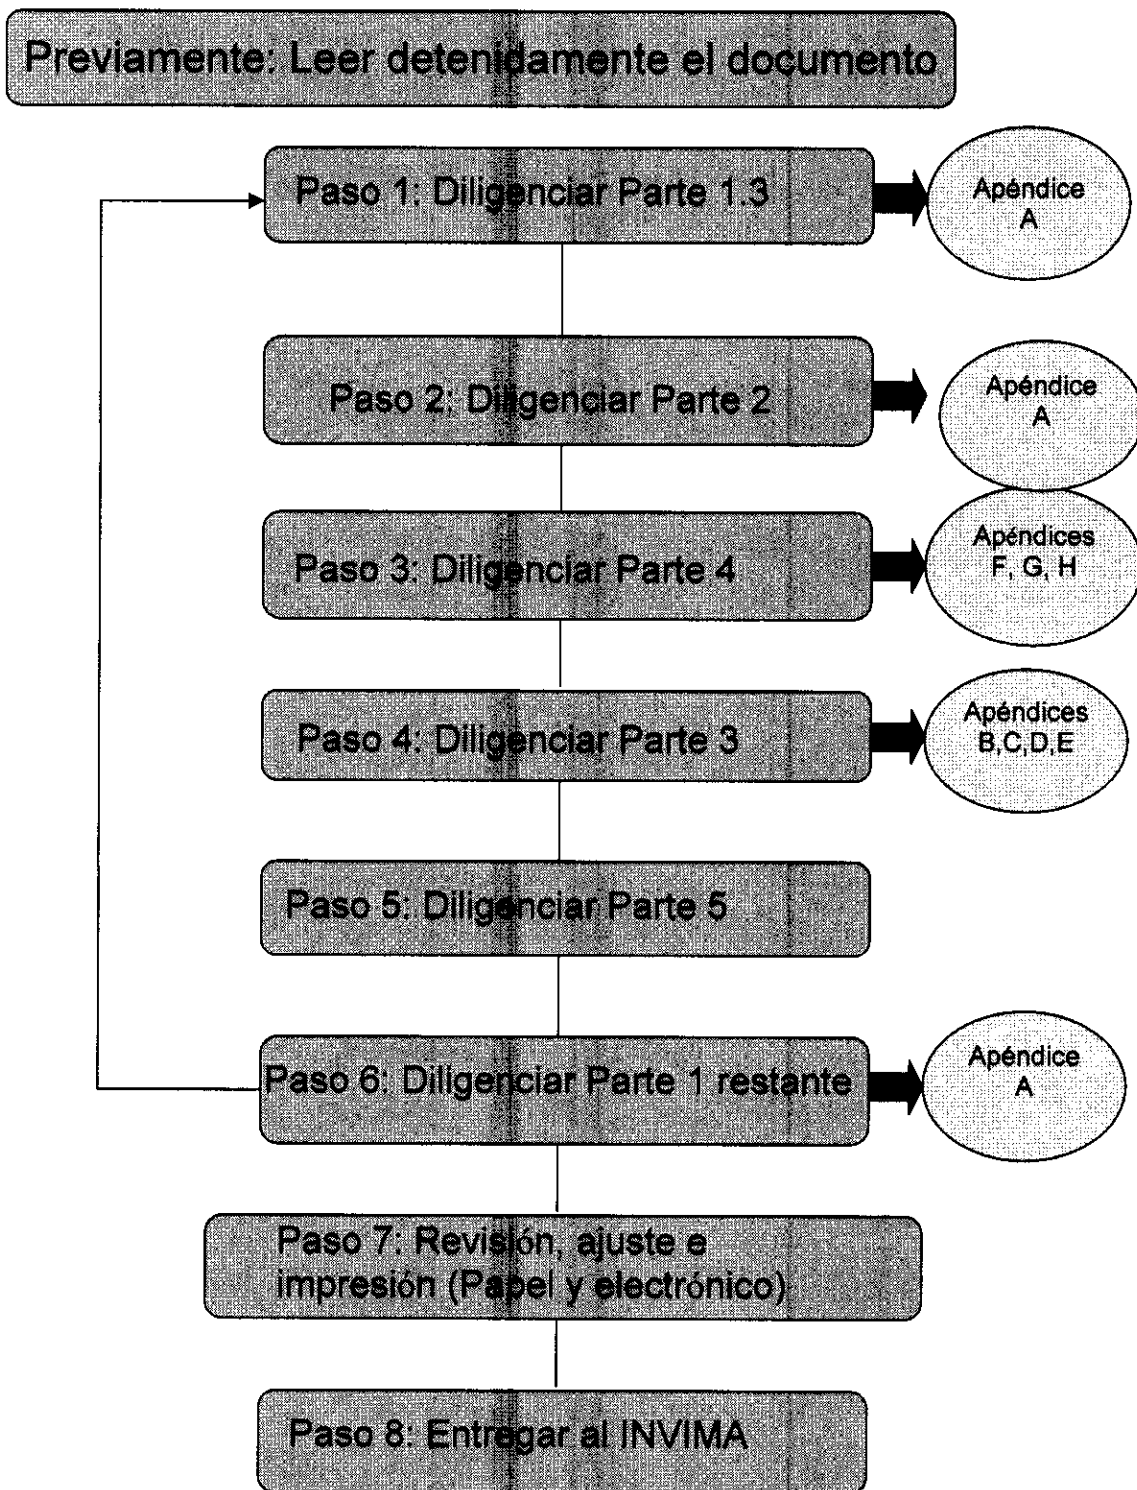 Previamente: Leer detenidamente el documento
Paso 1: Diligenciar Parte 1.3
Apéndice
A
Paso 2: Diligenciar Parte 2
Apéndice
A
Paso 3: Diligenciar Parte 4
Apéndices
F, G, H
Paso 4: Diligenciar Parte 3
Apéndices
B,C,D,E
Paso 5: Diligenciar Parte 5
Paso 6: Diligenciar Parte 1 restante
Apéndice
A
Paso 7: Revisión, ajuste e
impresión (Papel y electrónico)
Paso 8: Entregar al INVIMA